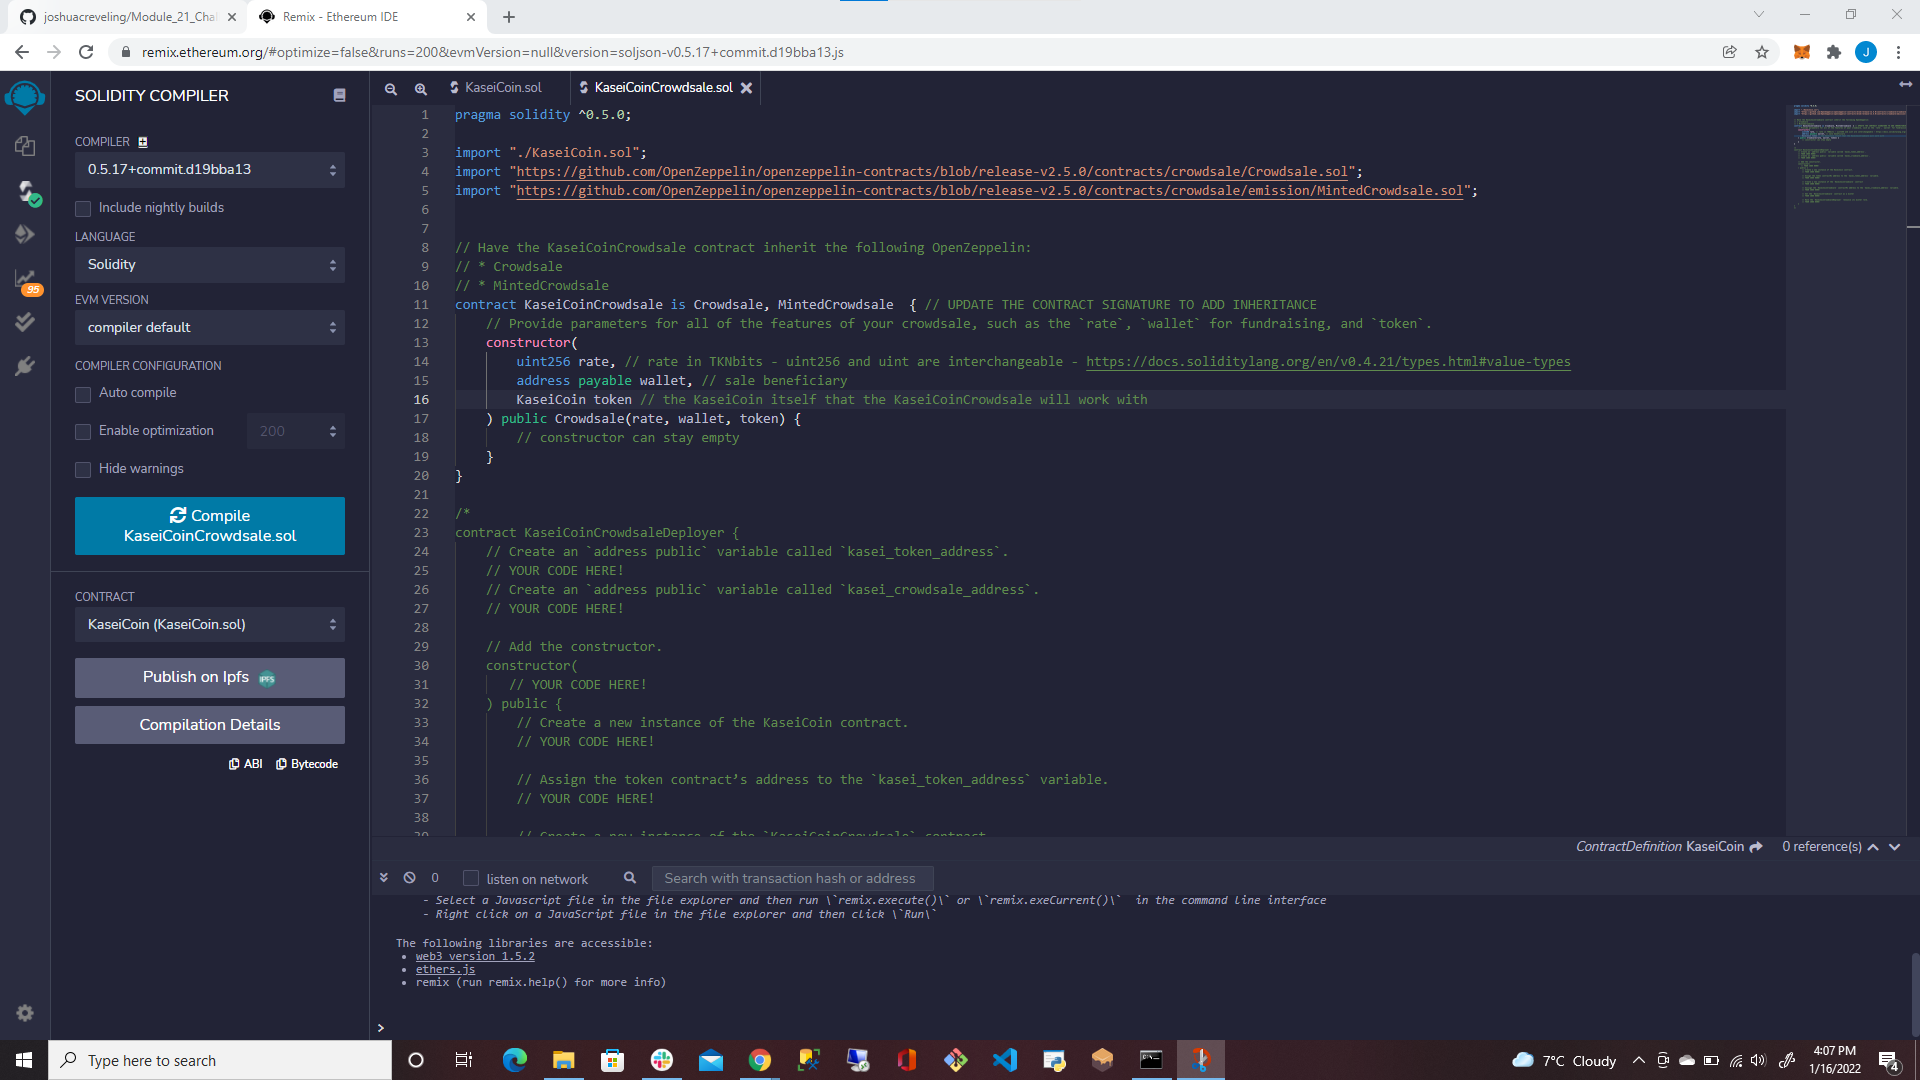 joshuacreveling/Module_21_Chal
Remix - Ethereum IDE
remix.ethereum.org/#optimize=false&runs=200&evmVersion=null&version=soljson-v0.5.17+commit.d19bba13.js
J
SOLIDITY COMPILER
COMPILER
0.5.17+commit.d19bba13
Include nightly builds
LANGUAGE
Solidity
EVM VERSION
compiler default
COMPILER CONFIGURATION
Auto compile
Enable optimization
200
Hide warnings
Compile
KaseiCoinCrowdsale.sol
CONTRACT
KaseiCoin (KaseiCoin.sol)
Publish on Ipfs
IPFS
Compilation Details
ABI
Bytecode
95
KaseiCoin.sol
KaseiCoinCrowdsale.sol
1 pragma solidity ^0.5.0;
2
3 import "./KaseiCoin.sol";
4 import "https://github.com/OpenZeppelin/openzeppelin-contracts/blob/release-v2.5.0/contracts/crowdsale/Crowdsale.sol";
5 import "https://github.com/OpenZeppelin/openzeppelin-contracts/blob/release-v2.5.0/contracts/crowdsale/emission/MintedCrowdsale.sol";
6
7
8 // Have the KaseiCoinCrowdsale contract inherit the following OpenZeppelin:
9 // * Crowdsale
10 // * MintedCrowdsale
11 contract KaseiCoinCrowdsale is Crowdsale, MintedCrowdsale  { // UPDATE THE CONTRACT SIGNATURE TO ADD INHERITANCE
12 // Provide parameters for all of the features of your crowdsale, such as the `rate`, `wallet` for fundraising, and `token`.
13 constructor(
14 uint256 rate, // rate in TKNbits - uint256 and uint are interchangeable - https://docs.soliditylang.org/en/v0.4.21/types.html#value-types
15 address payable wallet, // sale beneficiary
16 KaseiCoin token // the KaseiCoin itself that the KaseiCoinCrowdsale will work with
17 ) public Crowdsale(rate, wallet, token) {
18 // constructor can stay empty
19 }
20 }
21
22 /*
23 contract KaseiCoinCrowdsaleDeployer {
24 // Create an `address public` variable called `kasei_token_address`.
25 // YOUR CODE HERE!
26 // Create an `address public` variable called `kasei_crowdsale_address`.
27 // YOUR CODE HERE!
28
29 // Add the constructor.
30 constructor(
31 // YOUR CODE HERE!
32 ) public {
33 // Create a new instance of the KaseiCoin contract.
34 // YOUR CODE HERE!
35
36 // Assign the token contract’s address to the `kasei_token_address` variable.
37 // YOUR CODE HERE!
38
39 // Create a new instance of the `KaseiCoinCrowdsale` contract
ContractDefinition KaseiCoin
0 reference(s)
0
listen on network
Search with transaction hash or address
- Select a Javascript file in the file explorer and then run \`remix.execute()\` or \`remix.exeCurrent()\`  in the command line interface
- Right click on a JavaScript file in the file explorer and then click \`Run\`
The following libraries are accessible:
• web3 version 1.5.2
• ethers.js
• remix (run remix.help() for more info)
>
Type here to search
7°C Cloudy
4:07 PM
1/16/2022
4